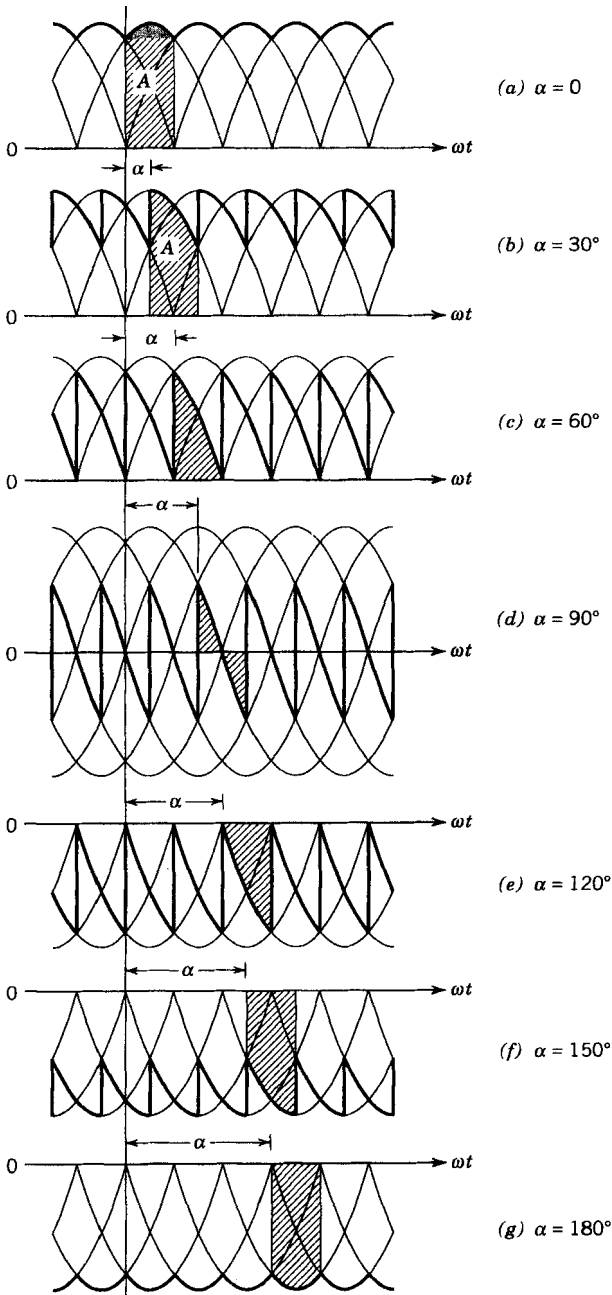 (a) α = 0
A
0 ωt
α
(b) α = 30°
A
0 ωt
α
(c) α = 60°
0 ωt
α
(d) α = 90°
0 ωt
α
0 ωt
(e) α = 120°
α
0 ωt
(f) α = 150°
α
0 ωt
(g) α = 180°